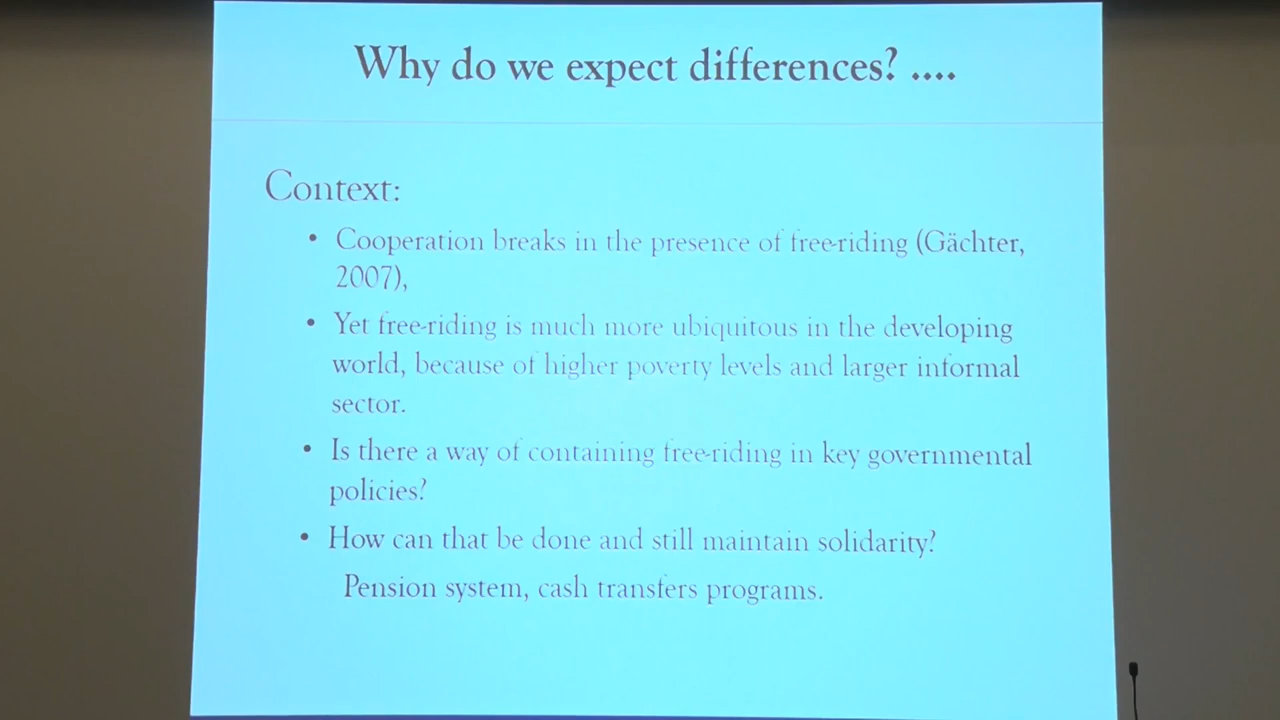 Why do we expect differences? ....
Context:
• Cooperation breaks in the presence of free-riding (Gächter,
2007),
• Yet free-riding is much more ubiquitous in the developing
world, because of higher poverty levels and larger informal
sector.
• Is there a way of containing free-riding in key governmental
policies?
• How can that be done and still maintain solidarity?
Pension system, cash transfers programs.